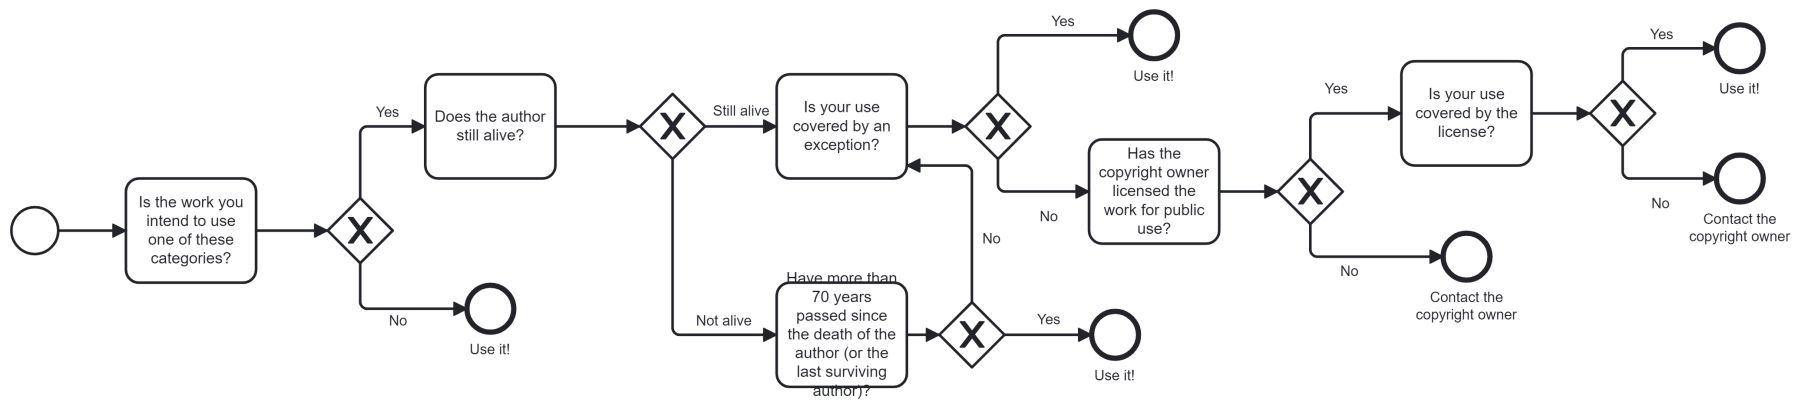 Is the work you
intend to use
one of these
categories?
Yes
No
Use it!
Does the author
still alive?
Still alive
Not alive
Is your use
covered by an
exception?
Have more than
70 years
passed since
the death of the
author (or the
last surviving
author)?
No
Yes
Use it!
Yes
Use it!
No
Has the
copyright owner
licensed the
work for public
use?
Yes
No
Contact the
copyright owner
Is your use
covered by the
license?
Yes
Use it!
No
Contact the
copyright owner